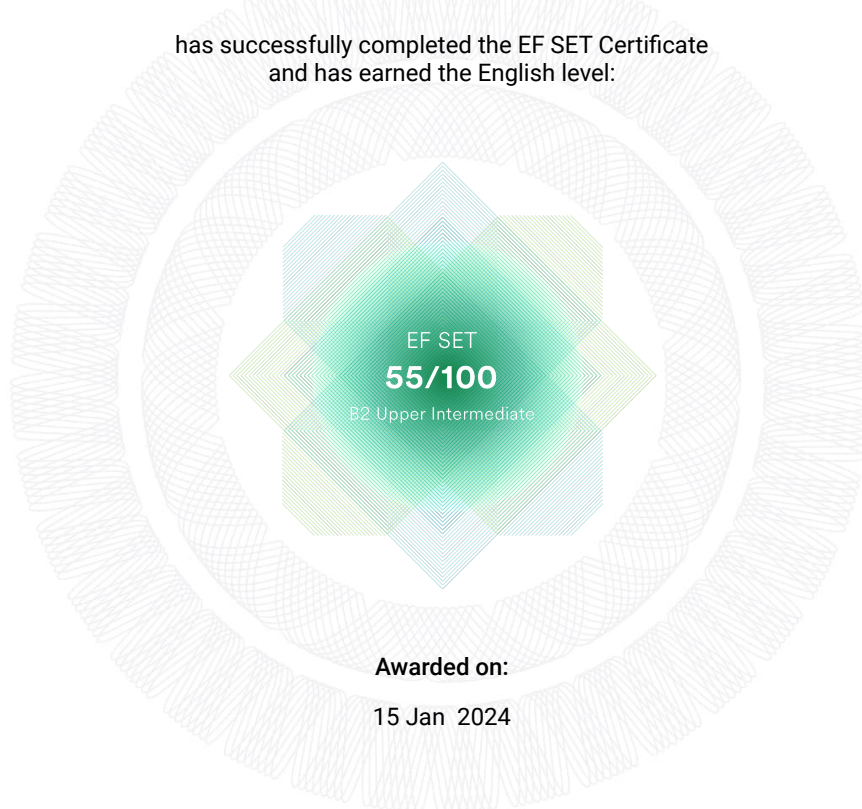 has successfully completed the EF SET Certificate
and has earned the English level:
EF SET
55/100
B2 Upper Intermediate
Awarded on:
15 Jan 2024